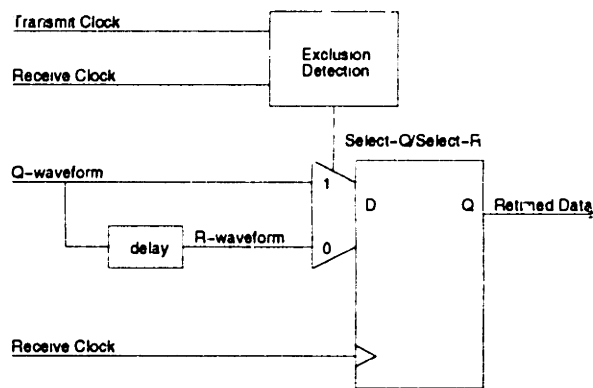 Transmit Clock
Exclusion
Detection
Receive Clock
Select-Q/Select-R
Q-waveform
1
D
Q
Retimed Data
R-waveform
delay
0
Receive Clock